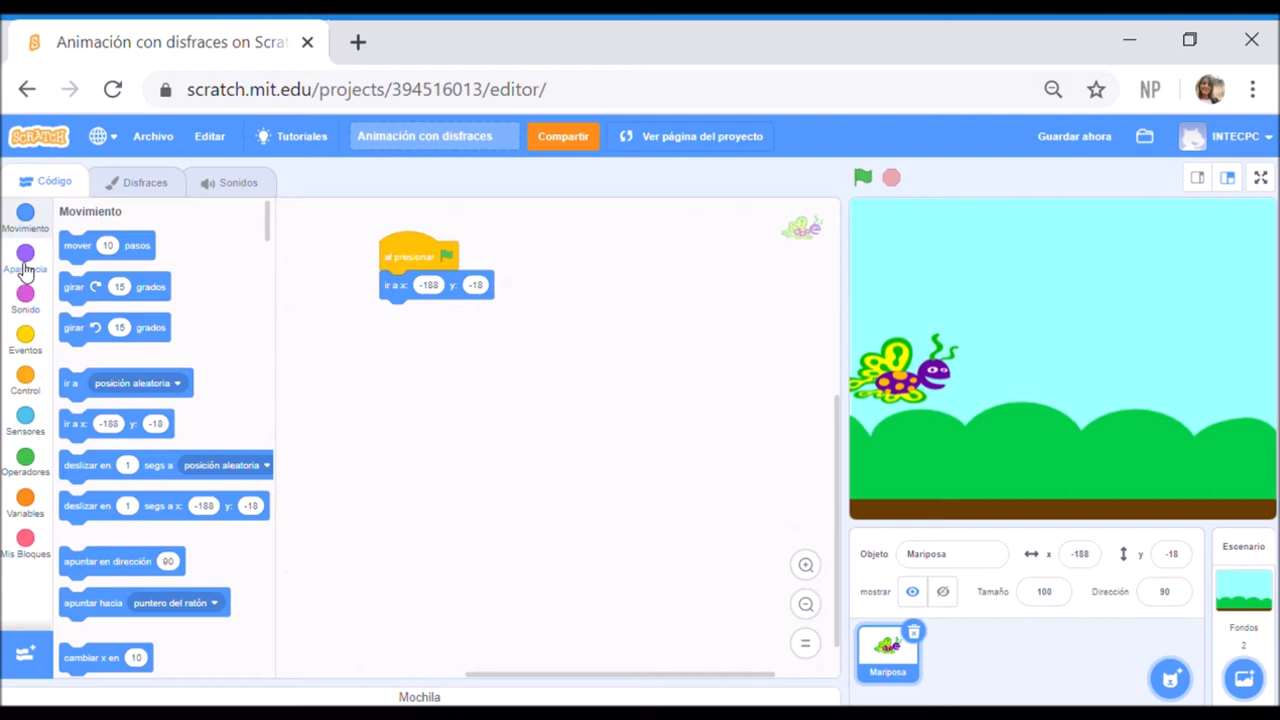 Animación con disfraces on Scra
scratch.mit.edu/projects/394516013/editor/
NP
SCRATCH
Archivo
Editar
Tutoriales
Animación con disfraces
Compartir
Ver página del proyecto
Guardar ahora
INTECPC
Código
Disfraces
Sonidos
Movimiento
Apariencia
Sonido
Eventos
Control
Sensores
Operadores
Variables
Mis Bloques
Movimiento
mover 10 pasos
girar 15 grados
girar 15 grados
ir a posición aleatoria
ir a x: -188 y: -18
deslizar en 1 segs a posición aleatoria
deslizar en 1 segs a x: -188 y: -18
apuntar en dirección 90
apuntar hacia puntero del ratón
cambiar x en 10
al presionar
ir a x: -188 y: -18
Objeto Mariposa x -188 y -18
mostrar Tamaño 100 Dirección 90
Mariposa
Escenario
Fondos
2
Mochila